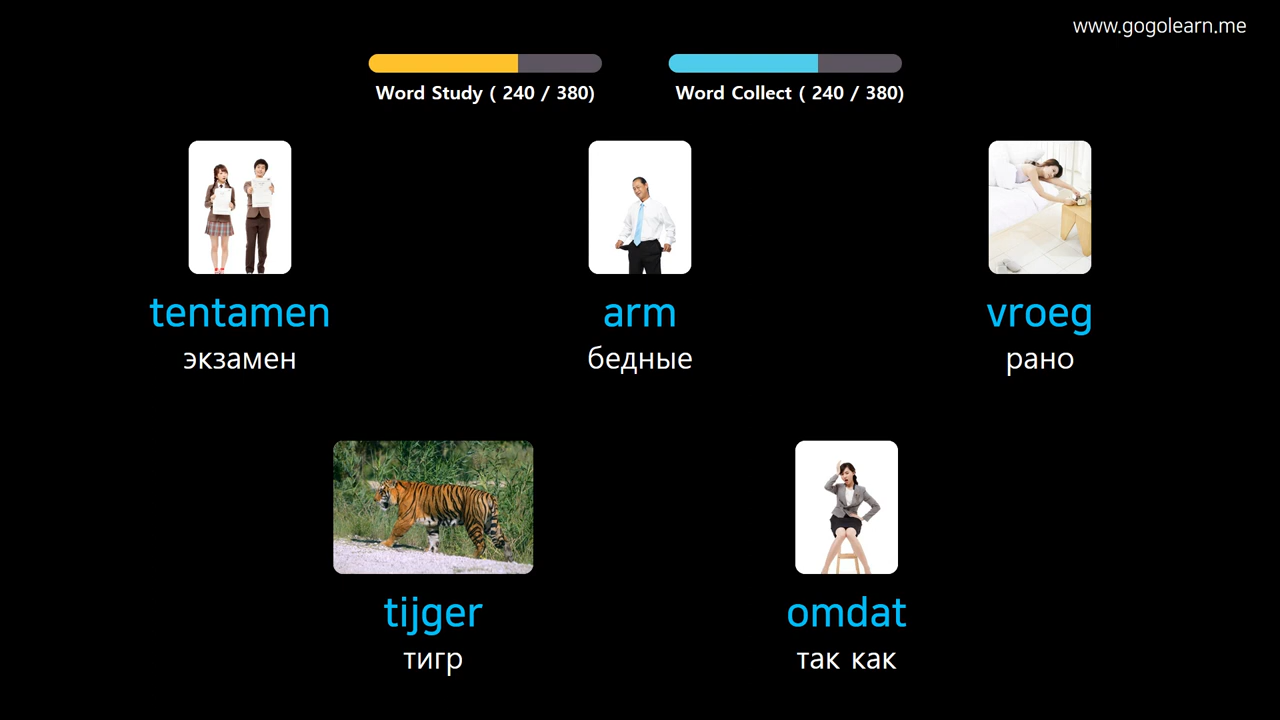 www.gogolearn.me
Word Study ( 240 / 380)
Word Collect ( 240 / 380)
tentamen
экзамен
arm
бедные
vroeg
рано
tijger
тигр
omdat
так как